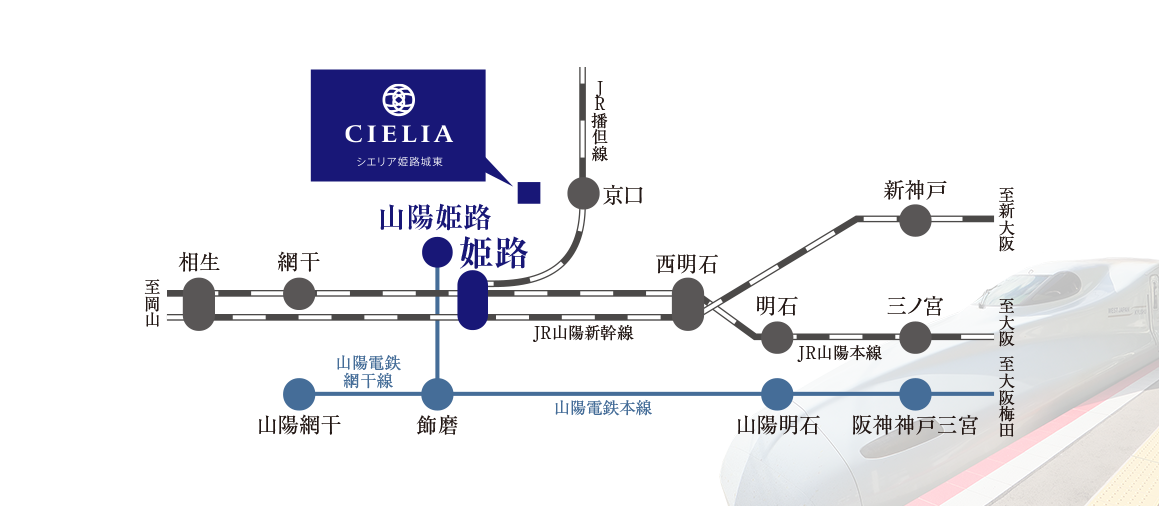 CIELIA
シエリア姫路城東
JR播但線
京口
山陽姫路
姫路
相生
網干
西明石
新神戸
至新大阪
至岡山
明石
三ノ宮
至大阪
JR山陽新幹線
JR山陽本線
山陽電鉄
網干線
山陽電鉄本線
至大阪梅田
山陽網干
飾磨
山陽明石
阪神神戸三宮